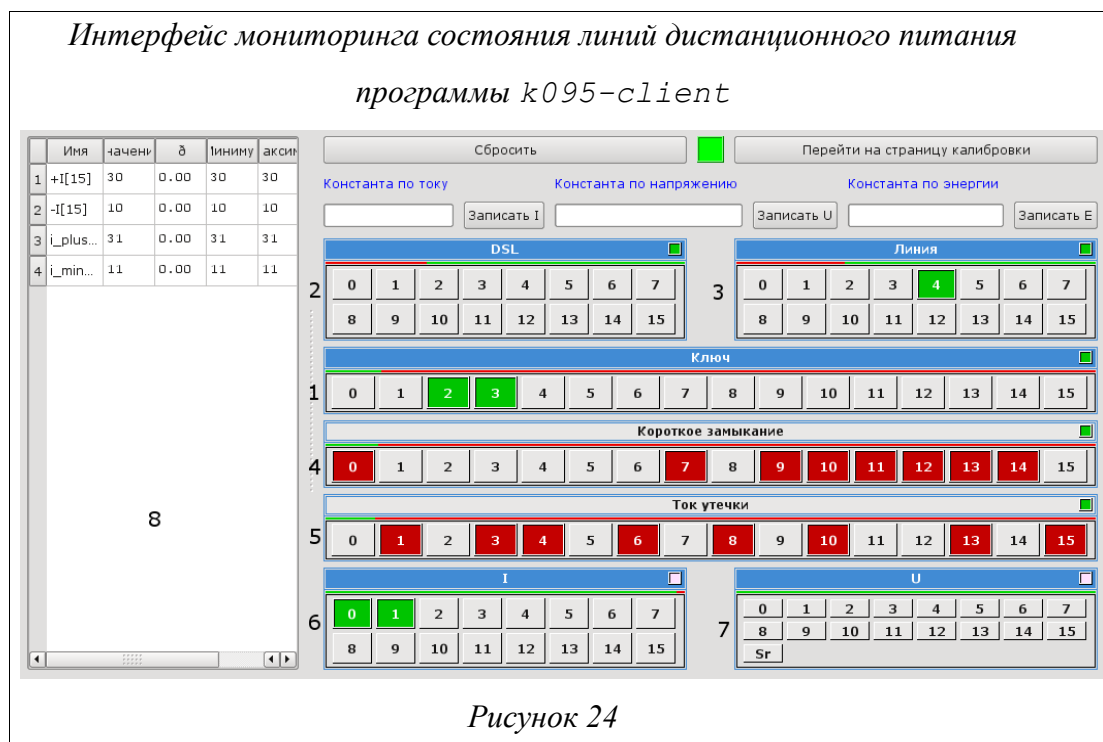 Интерфейс мониторинга состояния линий дистанционного питания
программы k095-client
Имя начени ð Миниму аксим
1 +I[15] 30 0.00 30 30
2 -I[15] 10 0.00 10 10
3 i_plus... 31 0.00 31 31
4 i_min... 11 0.00 11 11
8
Сбросить
Перейти на страницу калибровки
Константа по току Константа по напряжению Константа по энергии
Записать I Записать U Записать E
DSL
2
0 1 2 3 4 5 6 7
8 9 10 11 12 13 14 15
Линия
3
0 1 2 3 4 5 6 7
8 9 10 11 12 13 14 15
Ключ
1
0 1 2 3 4 5 6 7 8 9 10 11 12 13 14 15
Короткое замыкание
4
0 1 2 3 4 5 6 7 8 9 10 11 12 13 14 15
Ток утечки
5
0 1 2 3 4 5 6 7 8 9 10 11 12 13 14 15
I
6
0 1 2 3 4 5 6 7
8 9 10 11 12 13 14 15
U
7
0 1 2 3 4 5 6 7
8 9 10 11 12 13 14 15
Sr
Рисунок 24